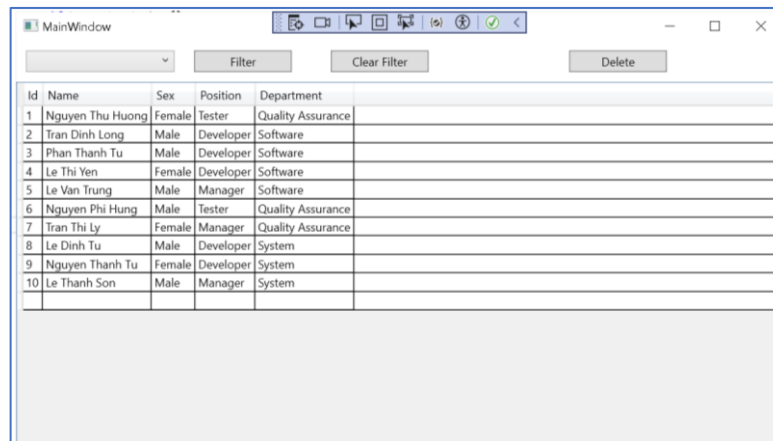 MainWindow
Filter Clear Filter Delete
Id Name Sex Position Department
1 Nguyen Thu Huong Female Tester Quality Assurance
2 Tran Dinh Long Male Developer Software
3 Phan Thanh Tu Male Developer Software
4 Le Thi Yen Female Developer Software
5 Le Van Trung Male Manager Software
6 Nguyen Phi Hung Male Tester Quality Assurance
7 Tran Thi Ly Female Manager Quality Assurance
8 Le Dinh Tu Male Developer System
9 Nguyen Thanh Tu Female Developer System
10 Le Thanh Son Male Manager System